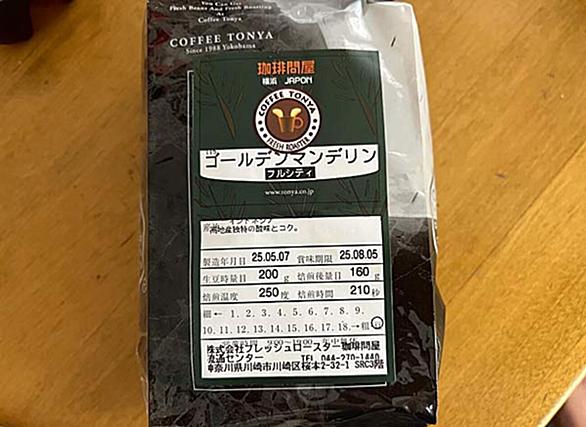 You Can Get
Fresh Beans And Fresh Roasting
At
Coffee Tonya
COFFEE TONYA
Since 1988 Yokohama
珈琲問屋
横浜 JAPON
COFFEE TONYA
FRESH ROASTER
ゴールデンマンデリン
フルシティ
www.tonya.co.jp
インドネシア
高地産独特の酸味とコク。
製造年月日 25.05.07 賞味期限 25.08.05
生豆時量目 200 g 焙煎後量目 160 g
焙煎温度 250 度 焙煎時間 210 秒
細← 1. 2. 3. 4. 5. 6. 7. 8. 9.
10. 11. 12. 13. 14. 15. 16. 17. 18.→粗
株式会社フレッシュロースター珈琲問屋
流通センター TEL 044-270-1440
神奈川県川崎市川崎区桜本2-32-1 SRC3階